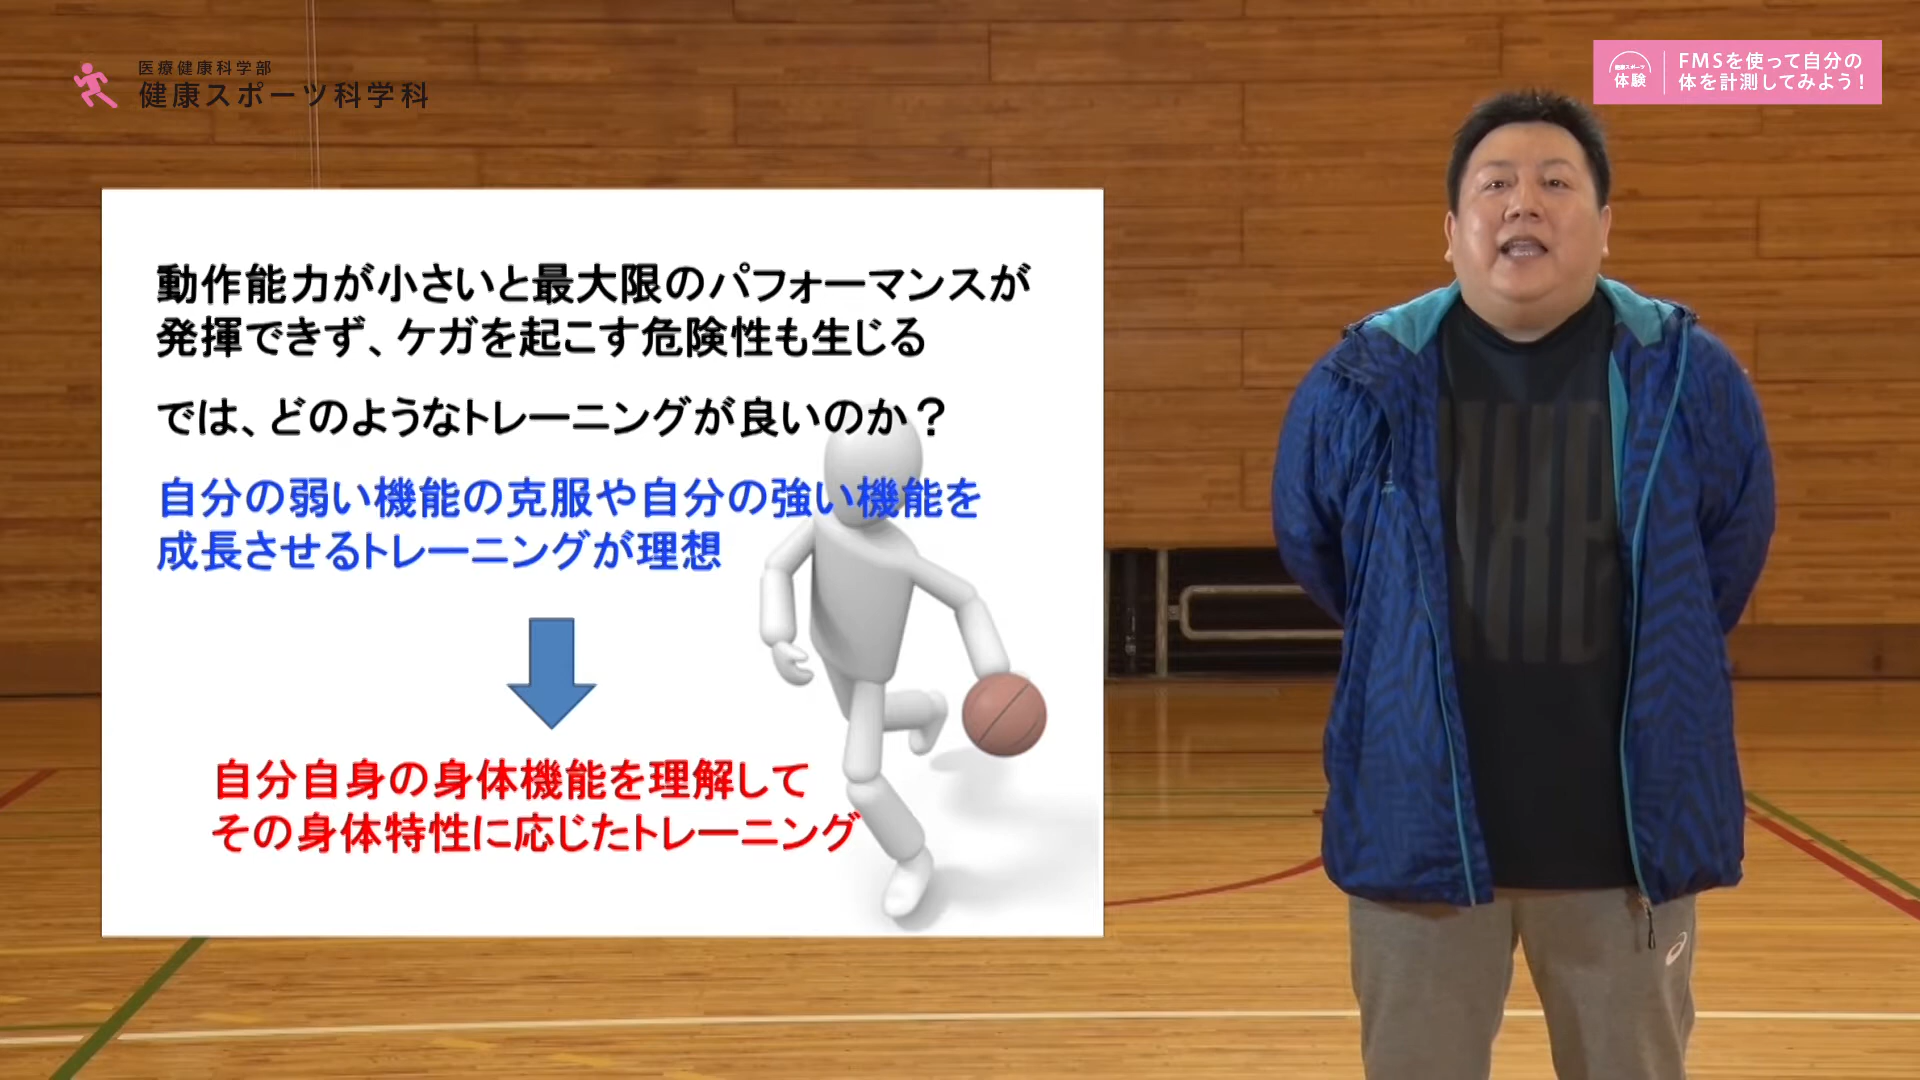 医療健康科学部
健康スポーツ科学科
体験
FMSを使って自分の
体を計測してみよう！
動作能力が小さいと最大限のパフォーマンスが
発揮できず、ケガを起こす危険性も生じる
では、どのようなトレーニングが良いのか？
自分の弱い機能の克服や自分の強い機能を
成長させるトレーニングが理想
自分自身の身体機能を理解して
その身体特性に応じたトレーニング